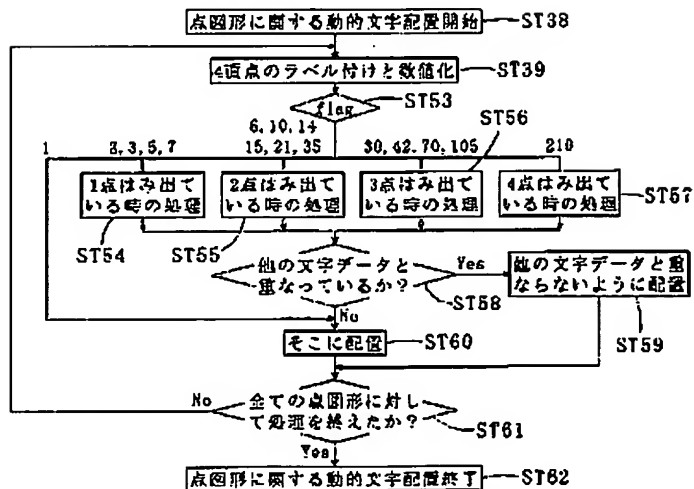 点図形に関する動的文字配置開始 ST38
4頂点のラベル付けと数値化 ST39
flag ST53
6,10,14 ST56
1 2,3,5,7 15,21,35 30,42,70,105 210
1点はみ出て 2点はみ出て 3点はみ出て 4点はみ出て
いる時の処理 いる時の処理 いる時の処理 いる時の処理 ST57
ST54 ST55
他の文字データと Yes 他の文字データと重
重なっているか? ならないように配置
ST58
No ST59
そこに配置 ST60
No 全ての点図形に対し
て処理を終えたか? ST61
Yes
点図形に関する動的文字配置終了 ST62